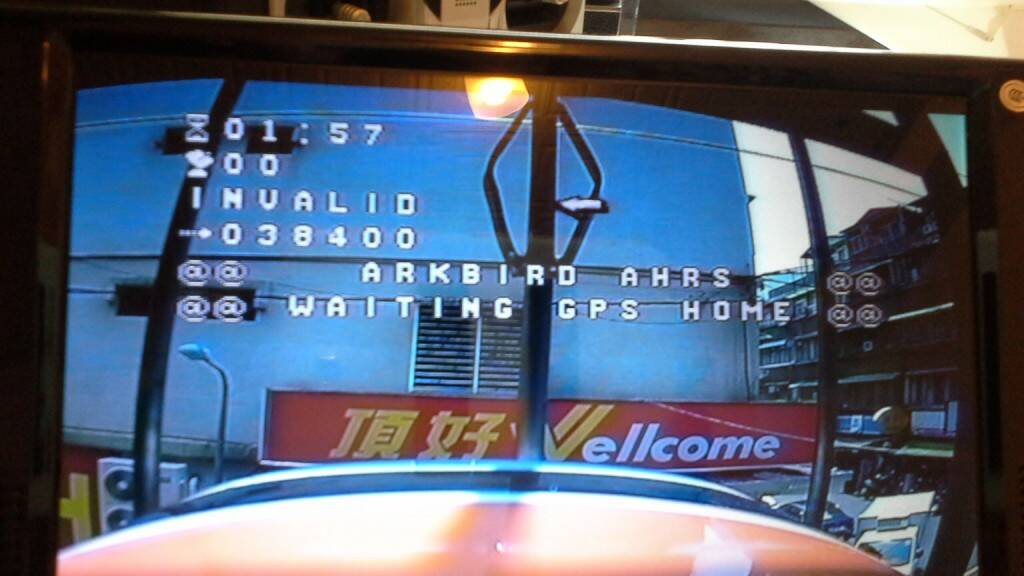 01:57
00
INVALID
038400
@@ ARKBIRD AHRS @@
@@ WAITING GPS HOME @@
頂好 Wellcome